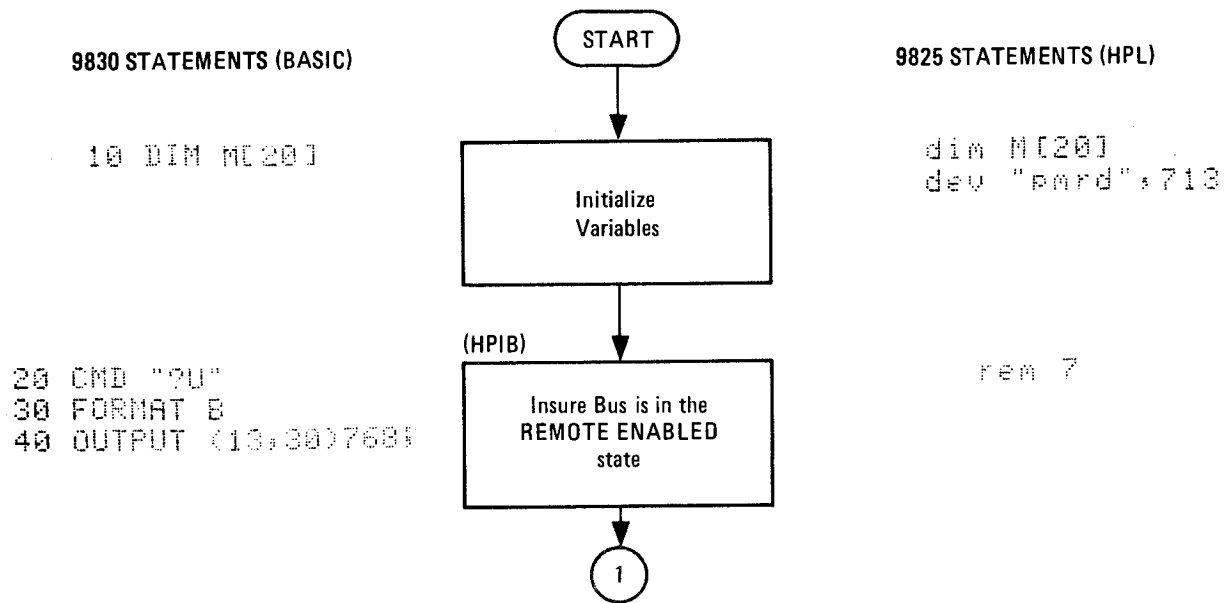 START
9830 STATEMENTS (BASIC)
9825 STATEMENTS (HPL)
10 DIM M[20]
Initialize
Variables
dim M[20]
dev "pmrd",713
(HPIB)
20 CMD "?U"
30 FORMAT B
40 OUTPUT (13,30)768;
Insure Bus is in the
REMOTE ENABLED
state
rem 7
1